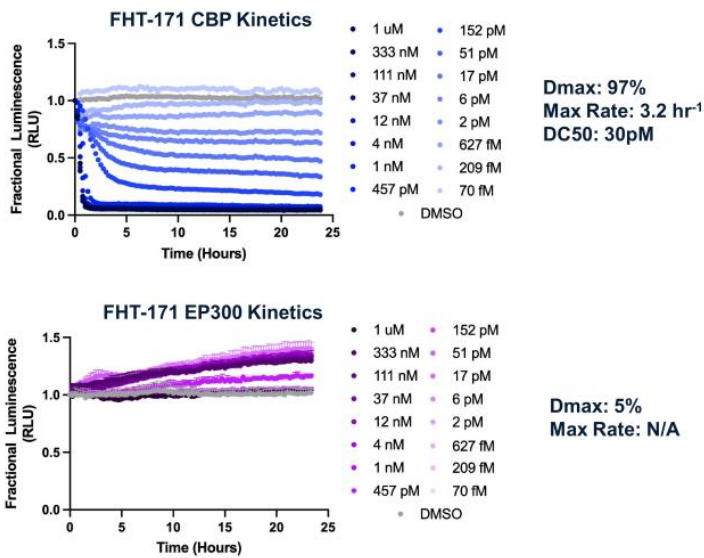 FHT-171 CBP Kinetics
Fractional Luminescence
(RLU)
1.5
1.0
0.5
0.0
0 5 10 15 20 25
Time (Hours)
1 uM 152 pM
333 nM 51 pM
111 nM 17 pM
37 nM 6 pM
12 nM 2 pM
4 nM 627 fM
1 nM 209 fM
457 pM 70 fM
DMSO
Dmax: 97%
Max Rate: 3.2 hr⁻¹
DC50: 30pM
FHT-171 EP300 Kinetics
Fractional Luminescence
(RLU)
1.5
1.0
0.5
0.0
0 5 10 15 20 25
Time (Hours)
1 uM 152 pM
333 nM 51 pM
111 nM 17 pM
37 nM 6 pM
12 nM 2 pM
4 nM 627 fM
1 nM 209 fM
457 pM 70 fM
DMSO
Dmax: 5%
Max Rate: N/A